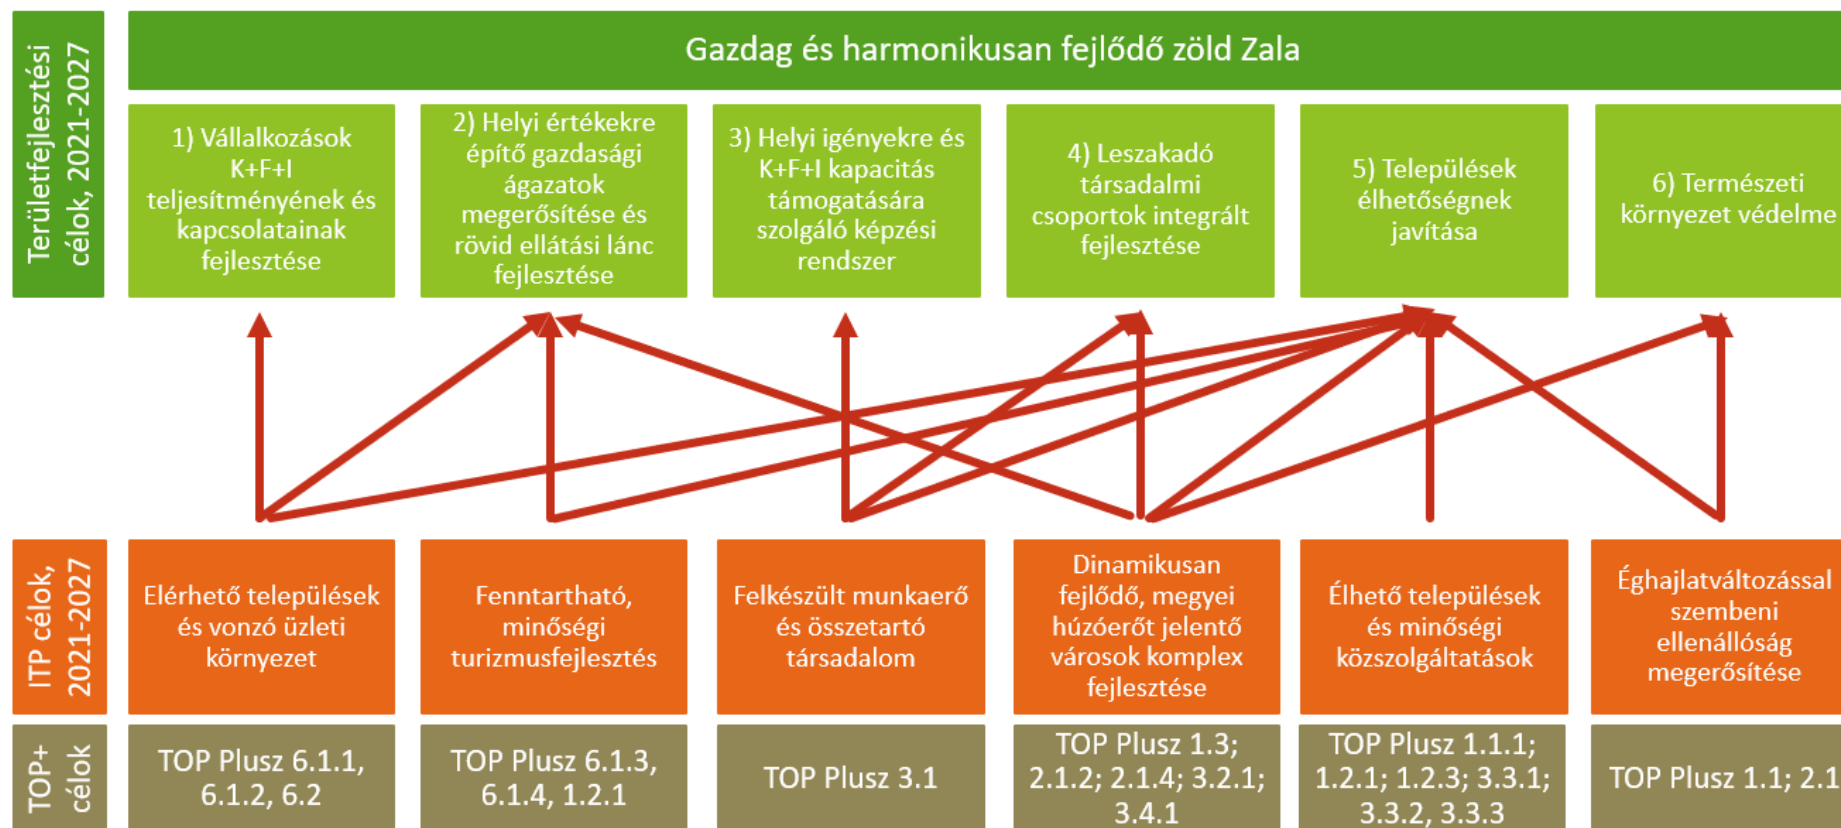 Területfejlesztési
célok, 2021-2027
Gazdag és harmonikusan fejlődő zöld Zala
1) Vállalkozások
K+F+I
teljesítményének és
kapcsolatainak
fejlesztése
2) Helyi értékekre
építő gazdasági
ágazatok
megerősítése és
rövid ellátási lánc
fejlesztése
3) Helyi igényekre és
K+F+I kapacitás
támogatására
szolgáló képzési
rendszer
4) Leszakadó
társadalmi
csoportok integrált
fejlesztése
5) Települések
élhetőségnek
javítása
6) Természeti
környezet védelme
ITP célok,
2021-2027
Elérhető települések
és vonzó üzleti
környezet
Fenntartható,
minőségi
turizmusfejlesztés
Felkészült munkaerő
és összetartó
társadalom
Dinamikusan
fejlődő, megyei
húzóerőt jelentő
városok komplex
fejlesztése
Élhető települések
és minőségi
közszolgáltatások
Éghajlatváltozással
szembeni
ellenállóság
megerősítése
TOP+
célok
TOP Plusz 6.1.1,
6.1.2, 6.2
TOP Plusz 6.1.3,
6.1.4, 1.2.1
TOP Plusz 3.1
TOP Plusz 1.3;
2.1.2; 2.1.4; 3.2.1;
3.4.1
TOP Plusz 1.1.1;
1.2.1; 1.2.3; 3.3.1;
3.3.2, 3.3.3
TOP Plusz 1.1; 2.1